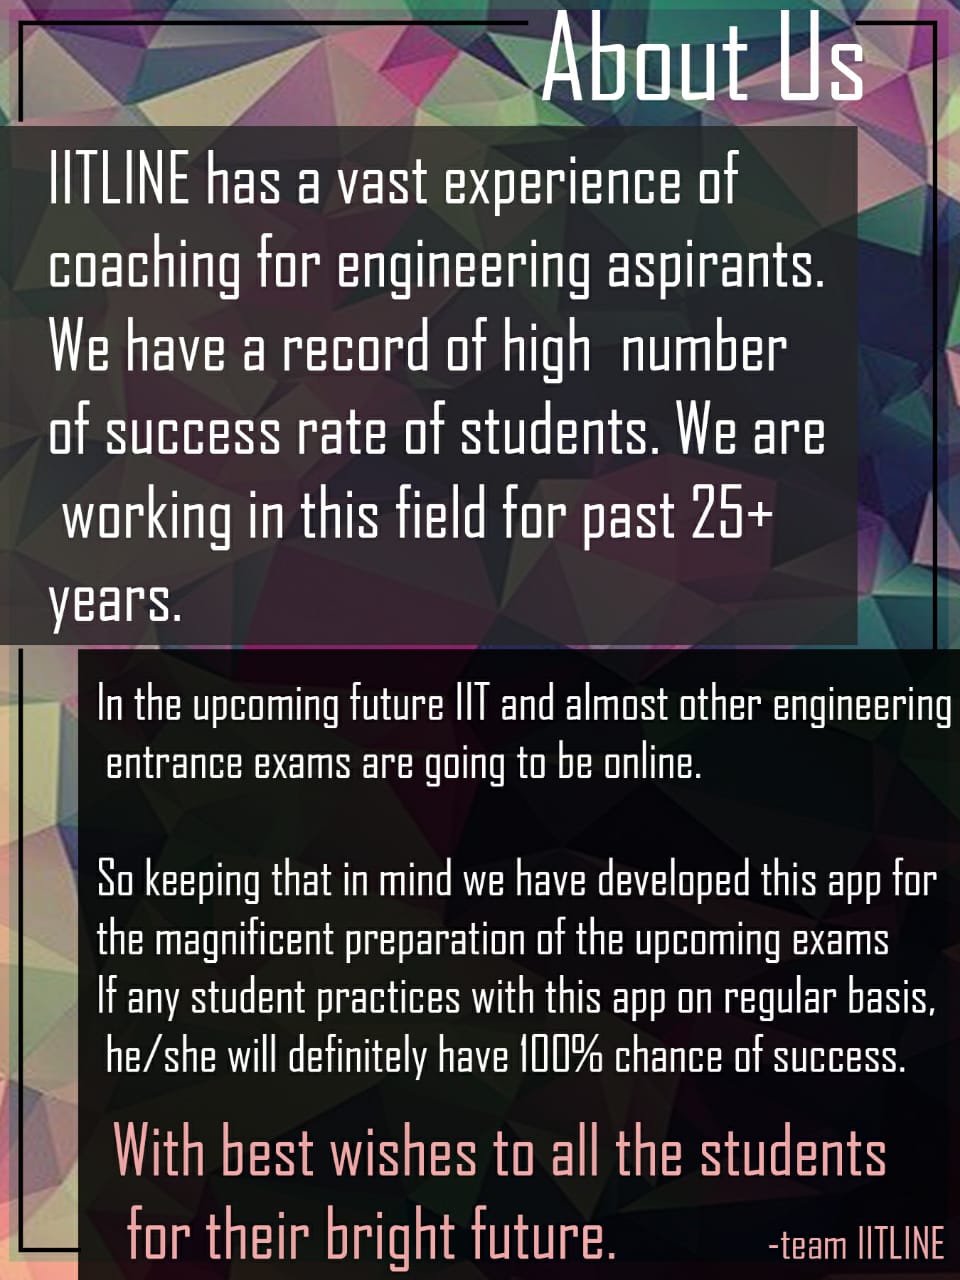 About Us
IITLINE has a vast experience of
coaching for engineering aspirants.
We have a record of high number
of success rate of students. We are
working in this field for past 25+
years.
In the upcoming future IIT and almost other engineering
entrance exams are going to be online.
So keeping that in mind we have developed this app for
the magnificent preparation of the upcoming exams
If any student practices with this app on regular basis,
he/she will definitely have 100% chance of success.
With best wishes to all the students
for their bright future.
-team IITLINE